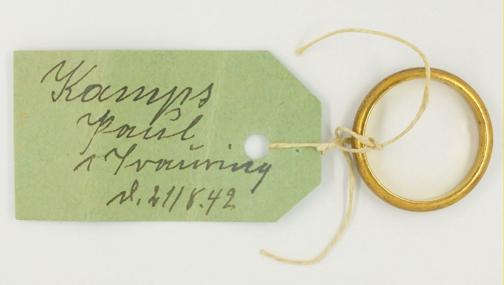 Kamps
Paul
1 Trauring
d. 21/8.42